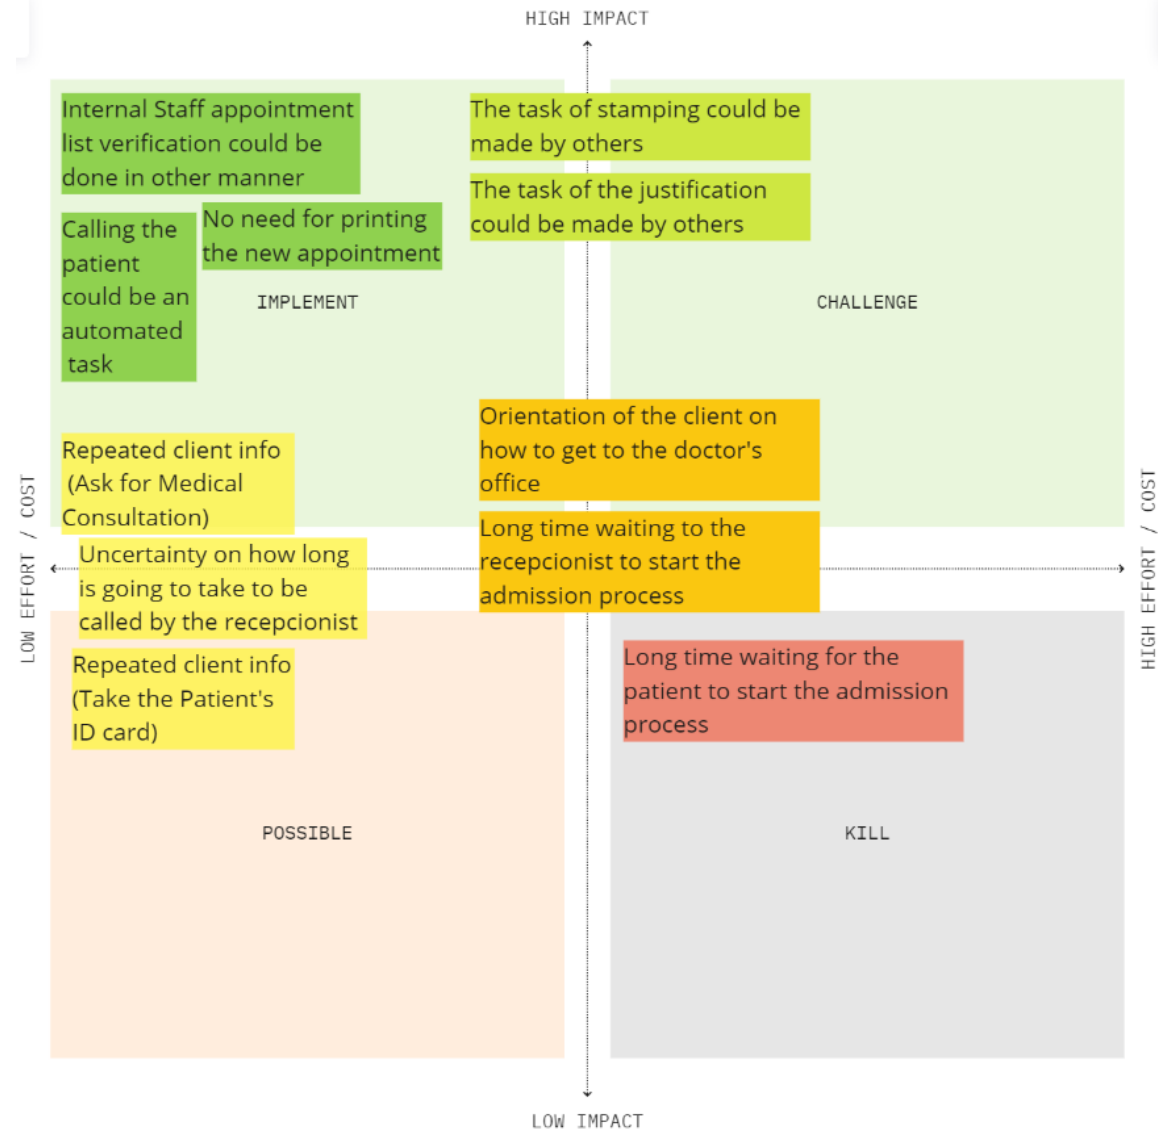 HIGH IMPACT
Internal Staff appointment
list verification could be
done in other manner
The task of stamping could be
made by others
The task of the justification
could be made by others
Calling the
patient
could be an
automated
task
No need for printing
the new appointment
IMPLEMENT
CHALLENGE
Orientation of the client on
how to get to the doctor's
office
Repeated client info
(Ask for Medical
Consultation)
Long time waiting to the
recepcionist to start the
admission process
Uncertainty on how long
is going to take to be
called by the recepcionist
LOW EFFORT / COST
HIGH EFFORT / COST
Repeated client info
(Take the Patient's
ID card)
Long time waiting for the
patient to start the admission
process
POSSIBLE
KILL
LOW IMPACT